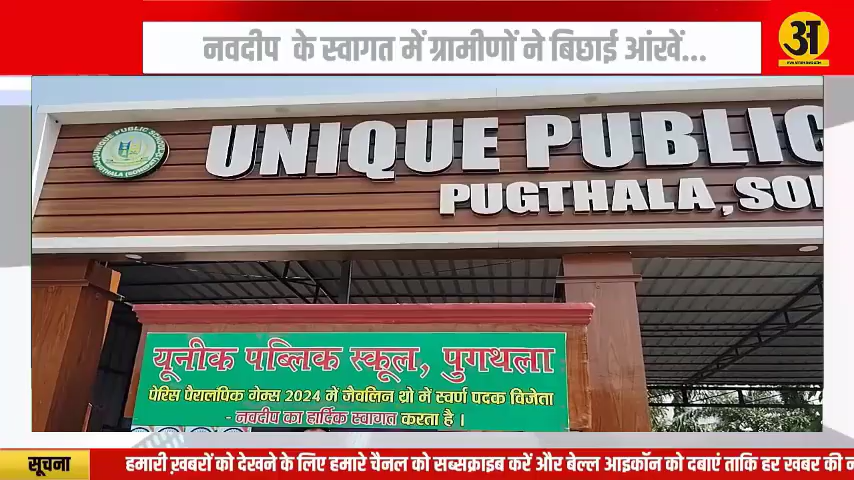 नवदीप के स्वागत में ग्रामीणों ने बिछाई आंखें...
अ
UNIQUE PUBLIC
PUGTHALA, SO
यूनीक पब्लिक स्कूल, पुगथला
पेरिस पैरालंपिक गेम्स 2024 में जैवलिन थ्रो में स्वर्ण पदक विजेता
- नवदीप का हार्दिक स्वागत करता है ।
सूचना
हमारी ख़बरों को देखने के लिए हमारे चैनल को सब्सक्राइब करें और बेल्ल आइकॉन को दबाएं ताकि हर खबर की